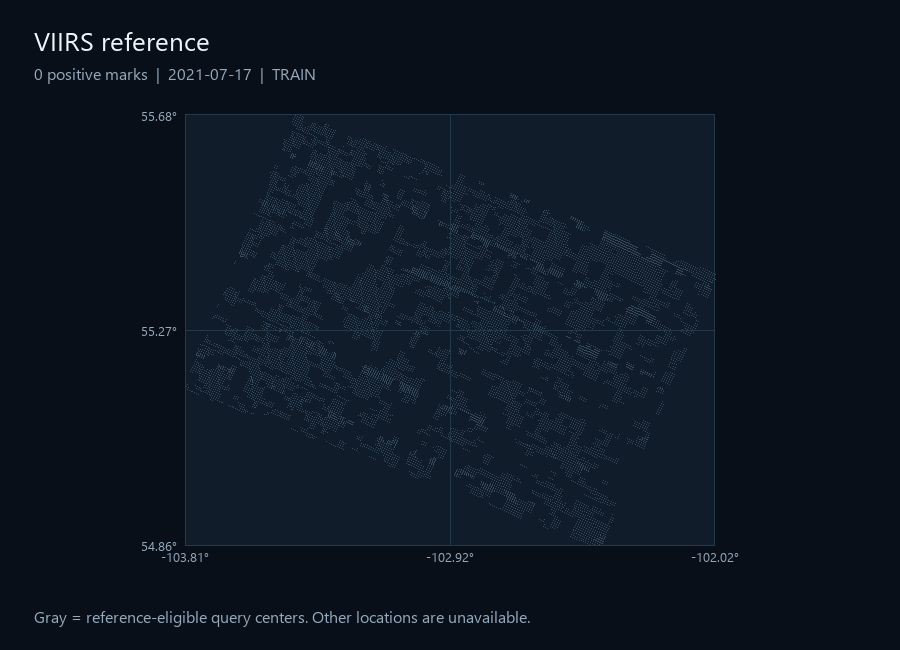 VIIRS reference
0 positive marks | 2021-07-17 | TRAIN
55.68°
55.27°
54.86°
-103.81°
-102.92°
-102.02°
Gray = reference-eligible query centers. Other locations are unavailable.